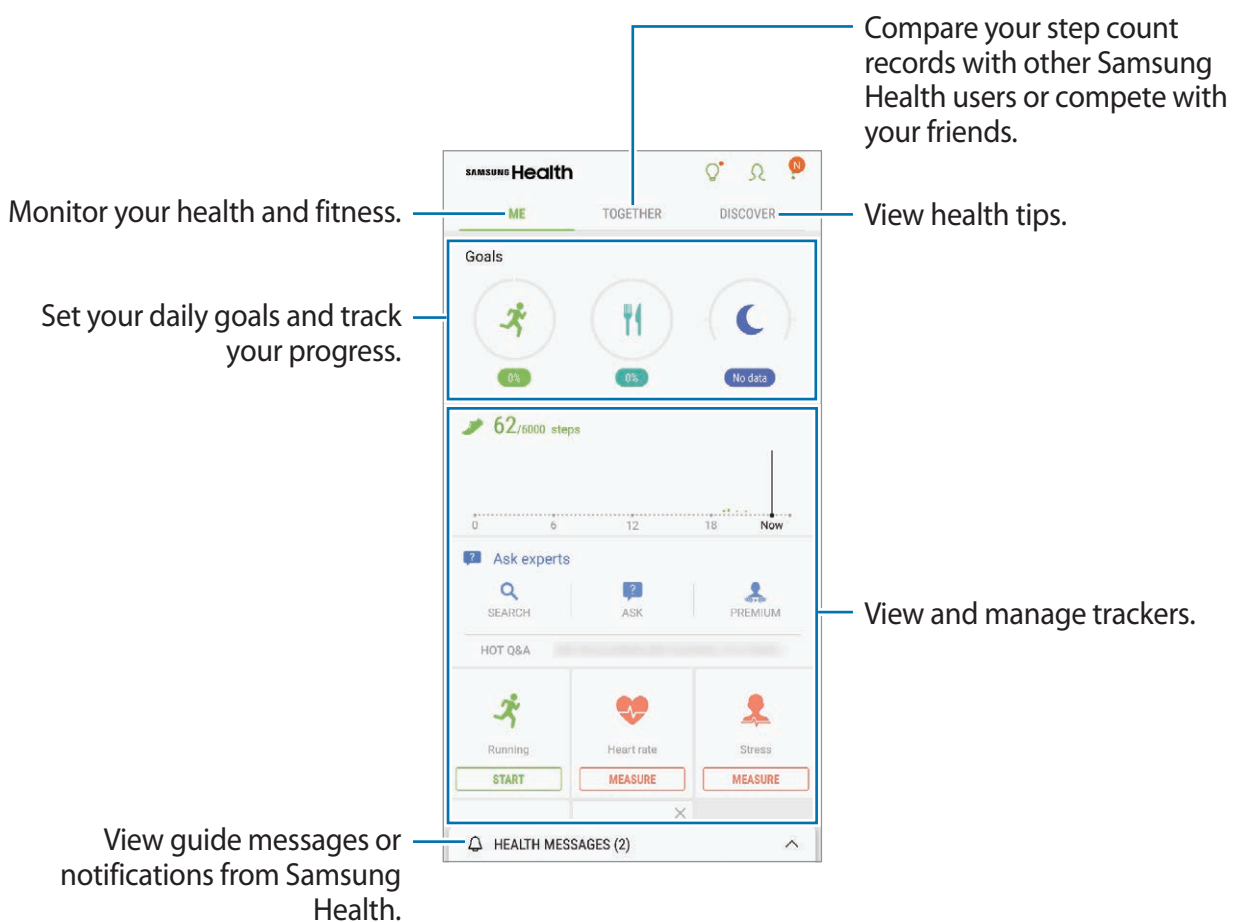 Compare your step count
records with other Samsung
Health users or compete with
your friends.
SAMSUNG Health
N
Monitor your health and fitness.
ME
TOGETHER
DISCOVER
View health tips.
Goals
Set your daily goals and track
your progress.
0%
0%
No data
62/6000 steps
0 6 12 18 Now
? Ask experts
?
SEARCH
ASK
PREMIUM
View and manage trackers.
HOT Q&A
Running
Heart rate
Stress
START
MEASURE
MEASURE
View guide messages or
notifications from Samsung
Health.
HEALTH MESSAGES (2)